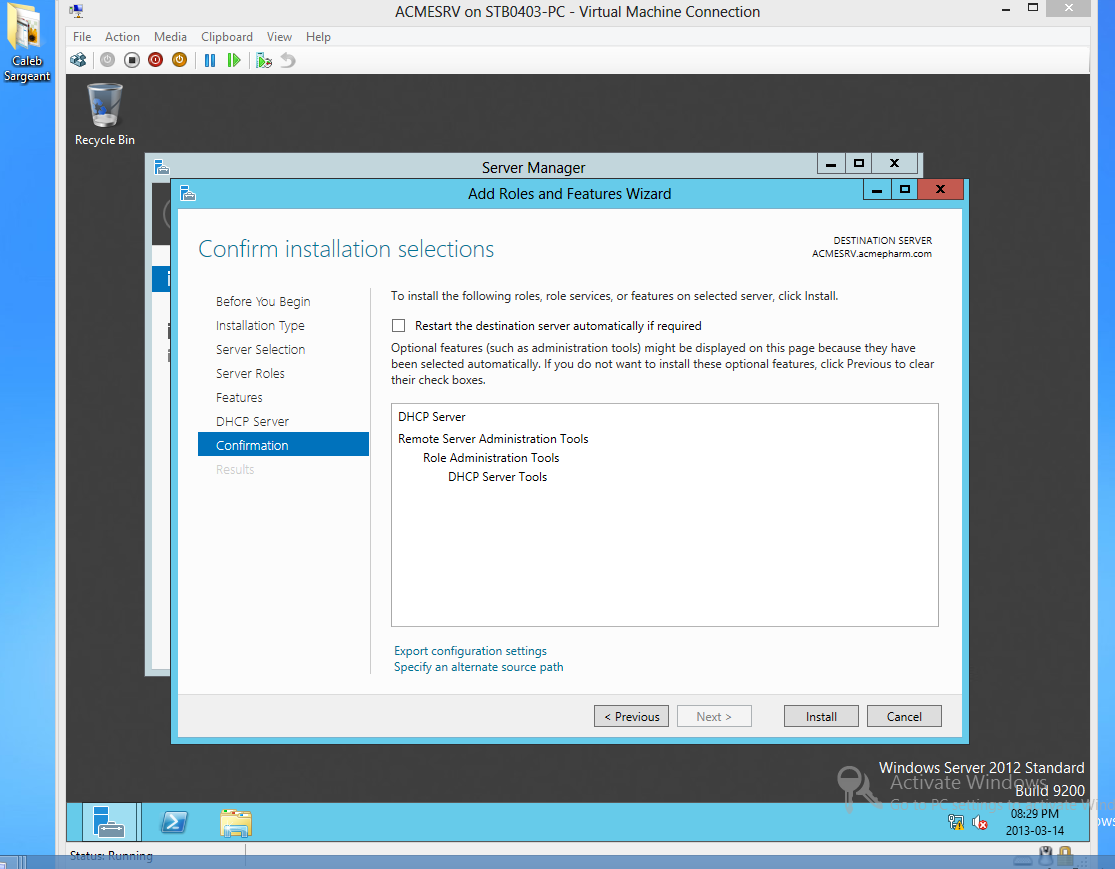 ACMESRV on STB0403-PC - Virtual Machine Connection
Caleb
Sargeant
File Action Media Clipboard View Help
Recycle Bin
Server Manager
Add Roles and Features Wizard
Confirm installation selections
DESTINATION SERVER
ACMESRV.acmepharm.com
Before You Begin
Installation Type
Server Selection
Server Roles
Features
DHCP Server
Confirmation
Results
To install the following roles, role services, or features on selected server, click Install.
Restart the destination server automatically if required
Optional features (such as administration tools) might be displayed on this page because they have
been selected automatically. If you do not want to install these optional features, click Previous to clear
their check boxes.
DHCP Server
Remote Server Administration Tools
Role Administration Tools
DHCP Server Tools
Export configuration settings
Specify an alternate source path
< Previous
Next >
Install
Cancel
Windows Server 2012 Standard
Activate Windows
Build 9200
Go to PC settings to activate
08:29 PM
2013-03-14
Status: Running